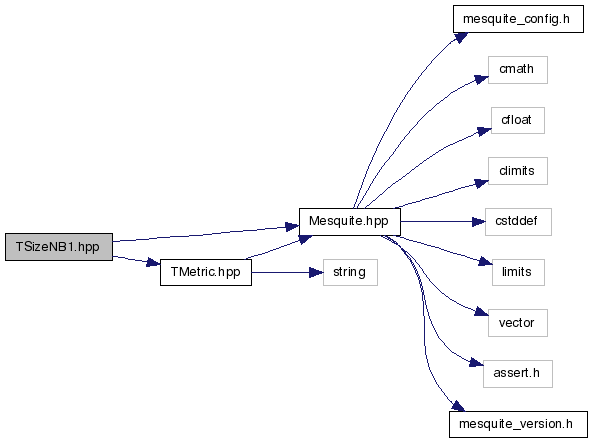 mesquite_config.h
cmath
cfloat
climits
Mesquite.hpp
cstddef
TSizeNB1.hpp
TMetric.hpp
string
limits
vector
assert.h
mesquite_version.h